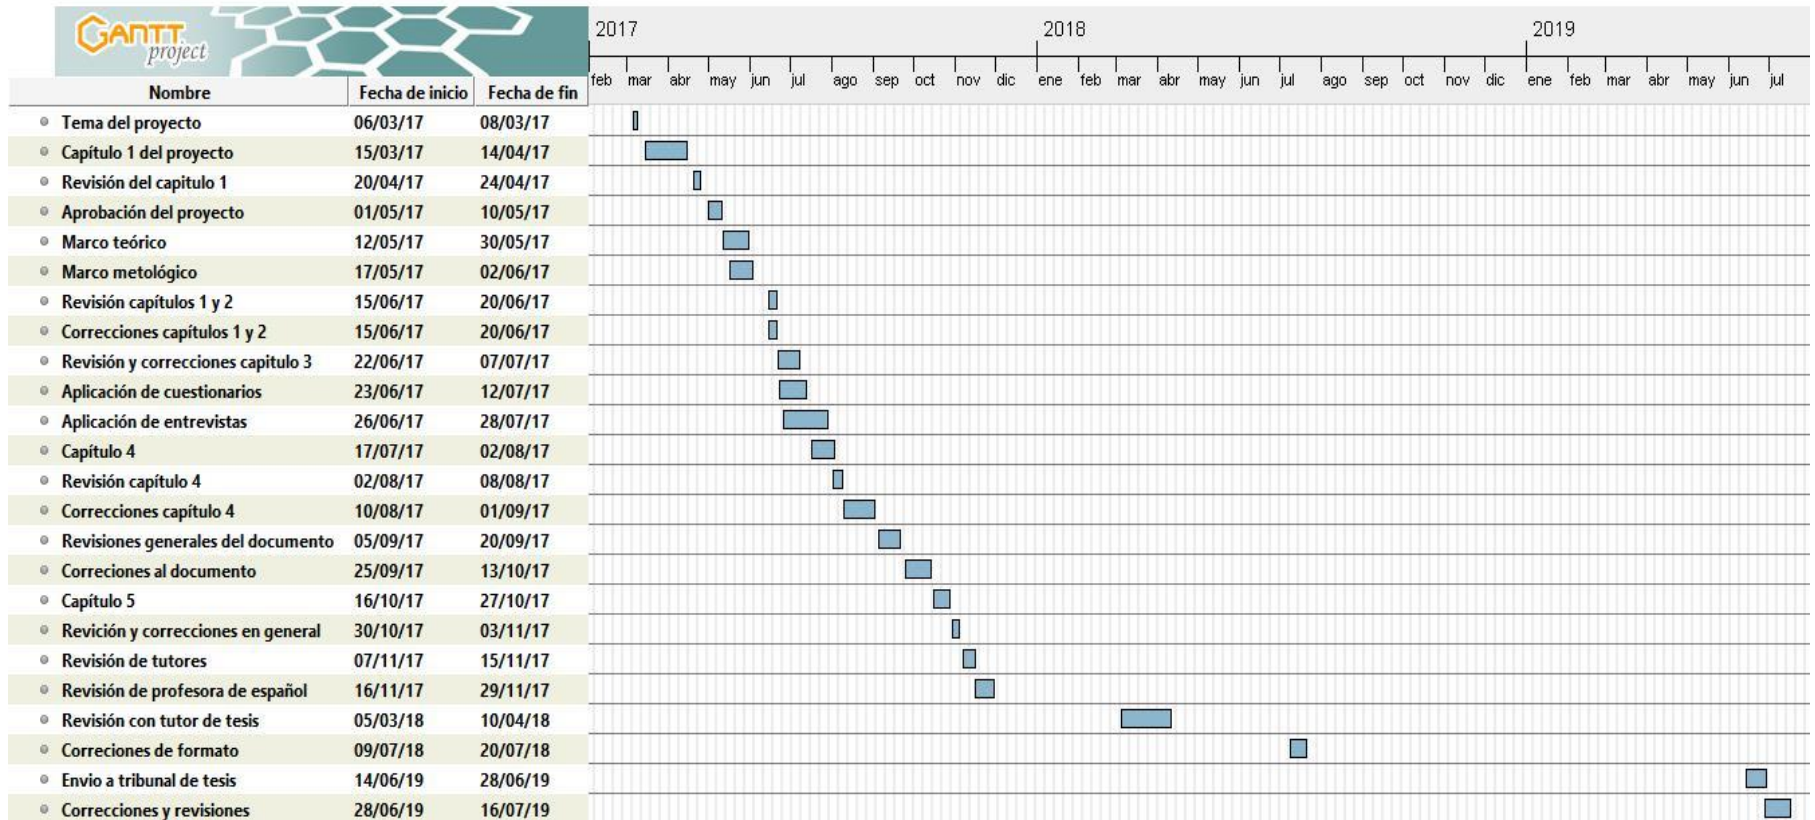 GANTT project
2017 2018 2019
feb mar abr may jun jul ago sep oct nov dic ene feb mar abr may jun jul ago sep oct nov dic ene feb mar abr may jun jul
Nombre Fecha de inicio Fecha de fin
Tema del proyecto 06/03/17 08/03/17
Capítulo 1 del proyecto 15/03/17 14/04/17
Revisión del capitulo 1 20/04/17 24/04/17
Aprobación del proyecto 01/05/17 10/05/17
Marco teórico 12/05/17 30/05/17
Marco metológico 17/05/17 02/06/17
Revisión capítulos 1 y 2 15/06/17 20/06/17
Correcciones capítulos 1 y 2 15/06/17 20/06/17
Revisión y correcciones capitulo 3 22/06/17 07/07/17
Aplicación de cuestionarios 23/06/17 12/07/17
Aplicación de entrevistas 26/06/17 28/07/17
Capítulo 4 17/07/17 02/08/17
Revisión capítulo 4 02/08/17 08/08/17
Correcciones capítulo 4 10/08/17 01/09/17
Revisiones generales del documento 05/09/17 20/09/17
Correciones al documento 25/09/17 13/10/17
Capítulo 5 16/10/17 27/10/17
Revición y correcciones en general 30/10/17 03/11/17
Revisión de tutores 07/11/17 15/11/17
Revisión de profesora de español 16/11/17 29/11/17
Revisión con tutor de tesis 05/03/18 10/04/18
Correciones de formato 09/07/18 20/07/18
Envio a tribunal de tesis 14/06/19 28/06/19
Correcciones y revisiones 28/06/19 16/07/19